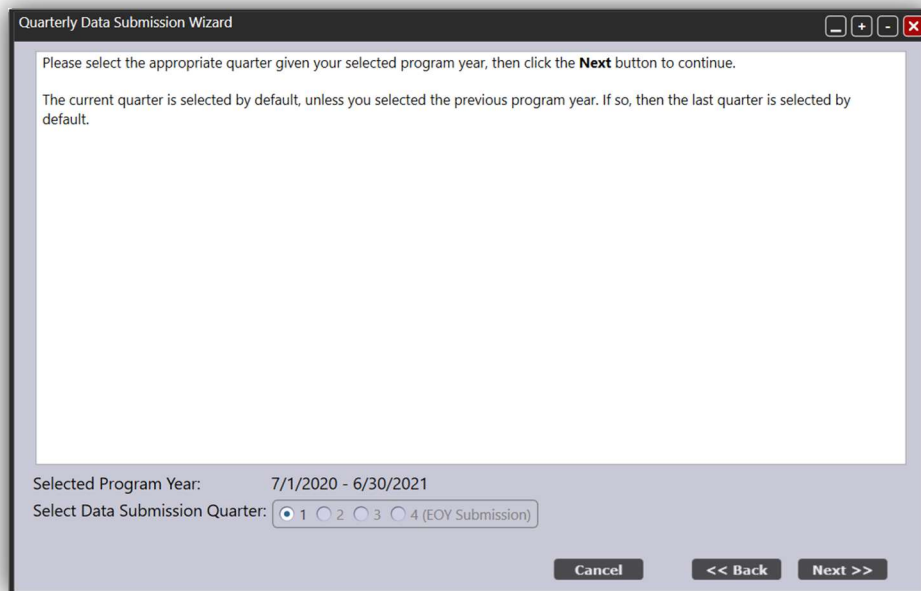 Quarterly Data Submission Wizard
Please select the appropriate quarter given your selected program year, then click the Next button to continue.
The current quarter is selected by default, unless you selected the previous program year. If so, then the last quarter is selected by
default.
Selected Program Year: 7/1/2020 - 6/30/2021
Select Data Submission Quarter: 1 2 3 4 (EOY Submission)
Cancel << Back Next >>